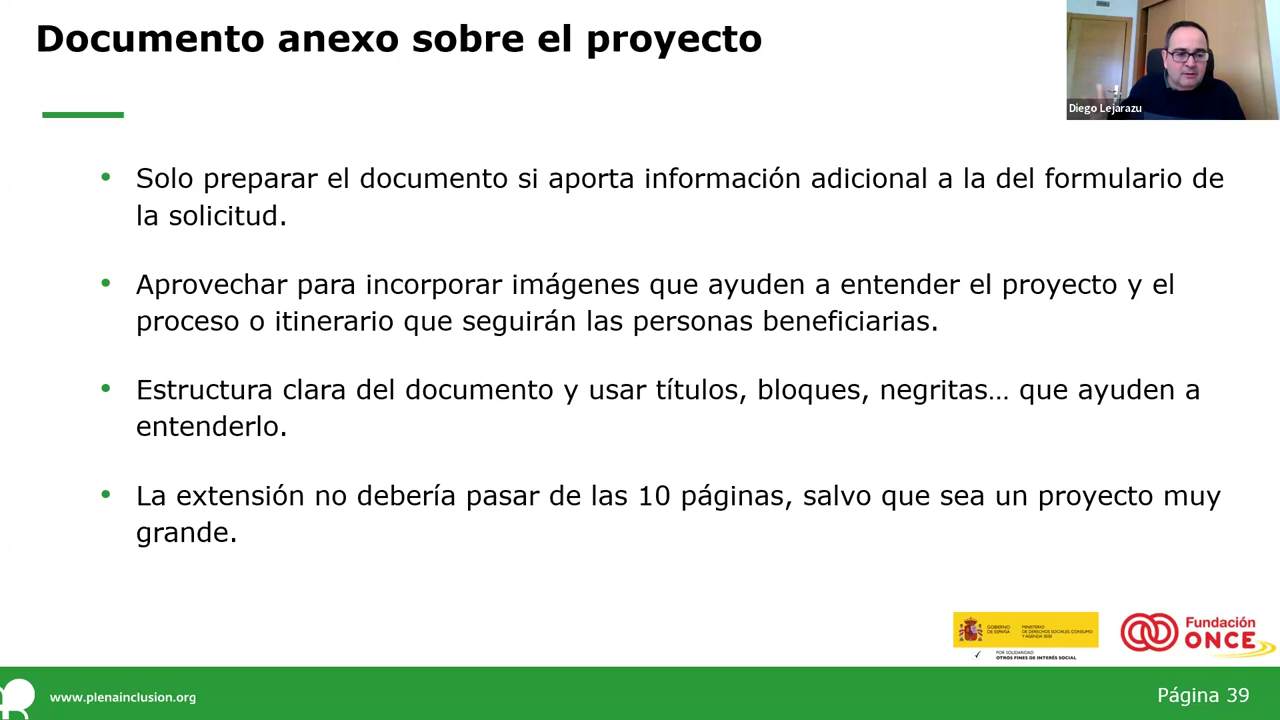 Documento anexo sobre el proyecto
Diego Lejarazu
• Solo preparar el documento si aporta información adicional a la del formulario de
la solicitud.
• Aprovechar para incorporar imágenes que ayuden a entender el proyecto y el
proceso o itinerario que seguirán las personas beneficiarias.
• Estructura clara del documento y usar títulos, bloques, negritas… que ayuden a
entenderlo.
• La extensión no debería pasar de las 10 páginas, salvo que sea un proyecto muy
grande.
GOBIERNO
DE ESPAÑA
MINISTERIO
DE DERECHOS SOCIALES, CONSUMO
Y AGENDA 2030
POR SOLIDARIDAD
OTROS FINES DE INTERÉS SOCIAL
Fundación
ONCE
www.plenainclusion.org
Página 39